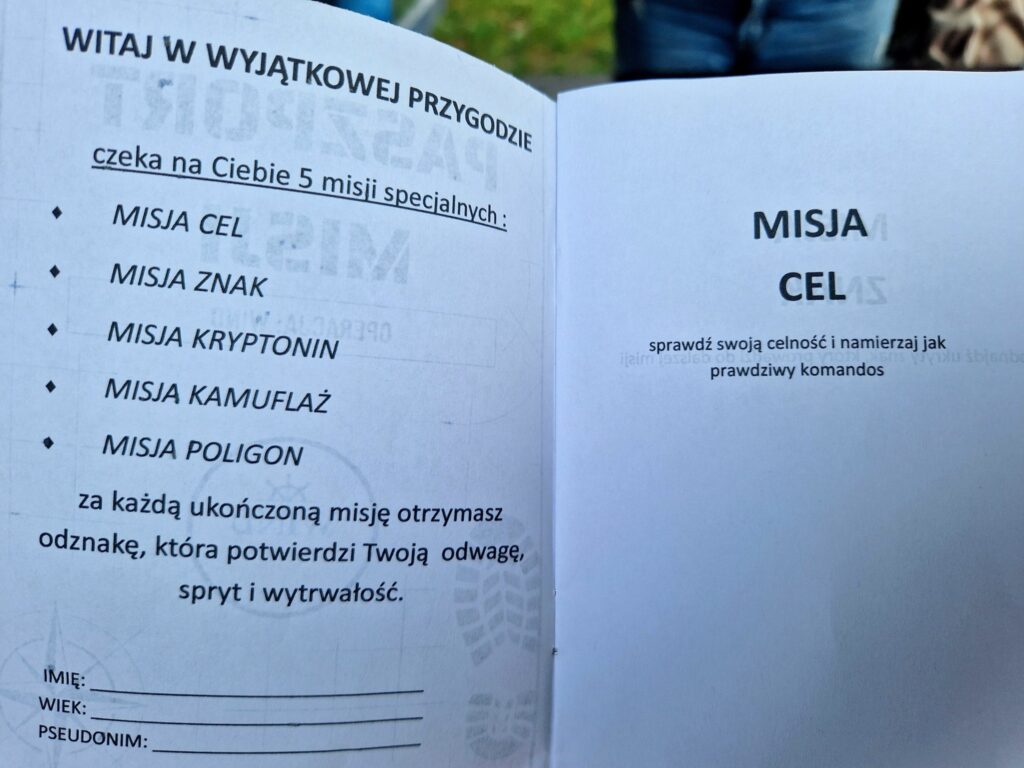 WITAJ W WYJĄTKOWEJ PRZYGODZIE
czeka na Ciebie 5 misji specjalnych :
MISJA CEL
MISJA ZNAK
MISJA KRYPTONIN
MISJA KAMUFLAŻ
MISJA POLIGON
za każdą ukończoną misję otrzymasz
odznakę, która potwierdzi Twoją odwagę,
spryt i wytrwałość.
IMIĘ:
WIEK:
PSEUDONIM:
MISJA
CEL
sprawdź swoją celność i namierzaj jak
prawdziwy komandos